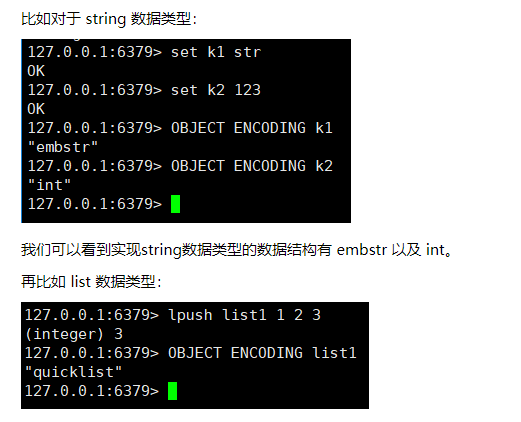 比如对于 string 数据类型：
127.0.0.1:6379> set k1 str
OK
127.0.0.1:6379> set k2 123
OK
127.0.0.1:6379> OBJECT ENCODING k1
"embstr"
127.0.0.1:6379> OBJECT ENCODING k2
"int"
127.0.0.1:6379>
我们可以看到实现string数据类型的数据结构有 embstr 以及 int。
再比如 list 数据类型：
127.0.0.1:6379> lpush list1 1 2 3
(integer) 3
127.0.0.1:6379> OBJECT ENCODING list1
"quicklist"
127.0.0.1:6379>